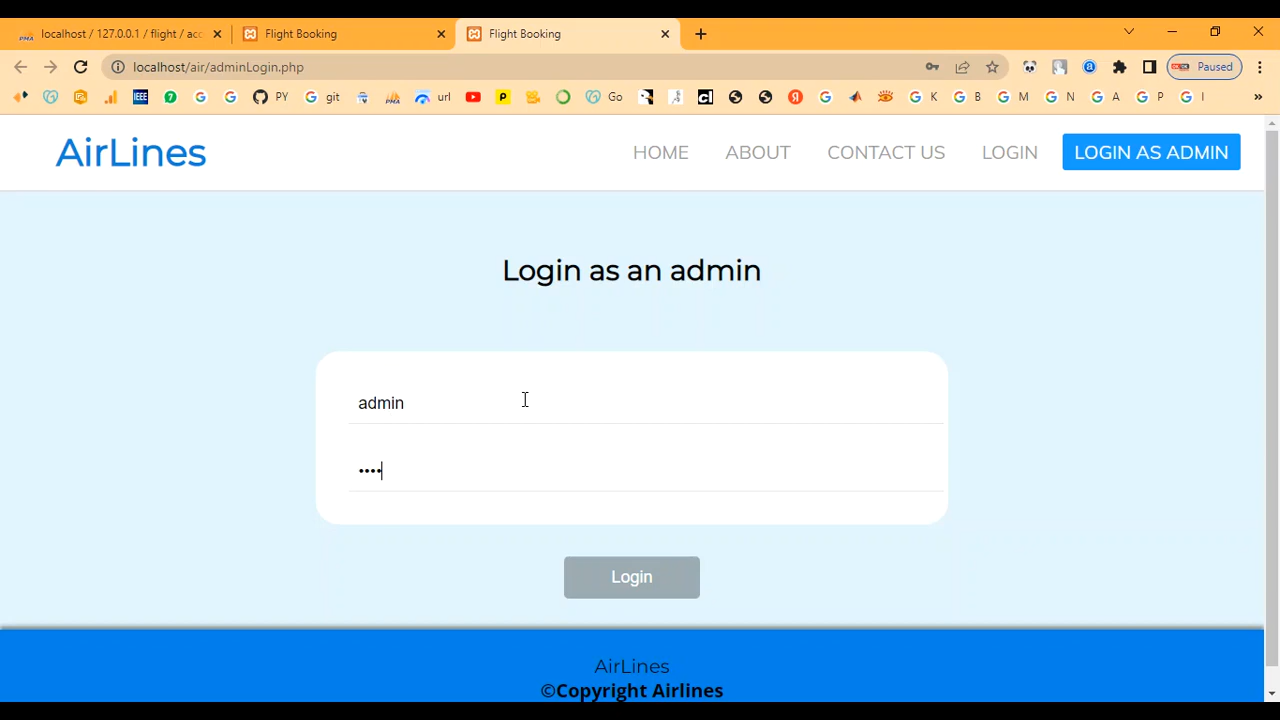 localhost / 127.0.0.1 / flight / acc
Flight Booking
Flight Booking
localhost/air/adminLogin.php
Paused
IEEE
PY
git
url
Go
K
B
M
N
A
P
I
AirLines
HOME
ABOUT
CONTACT US
LOGIN
LOGIN AS ADMIN
Login as an admin
admin
••••
Login
AirLines
©Copyright Airlines